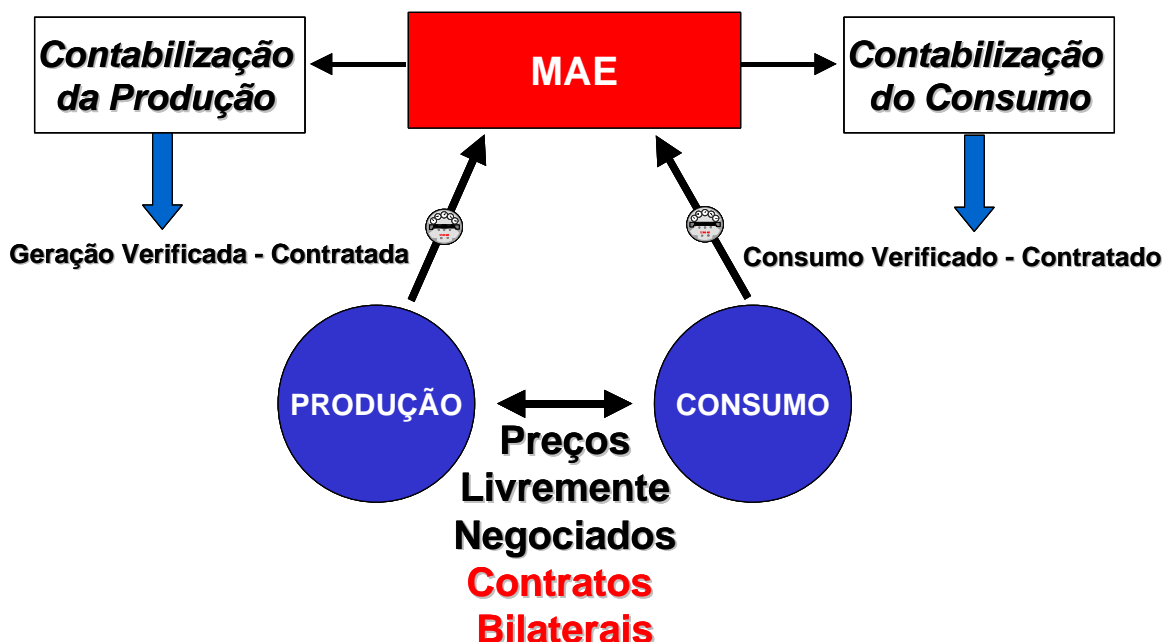 Contabilização
da Produção
MAE
Contabilização
do Consumo
Geração Verificada - Contratada
Consumo Verificado - Contratado
PRODUÇÃO
CONSUMO
Preços
Livremente
Negociados
Contratos
Bilaterais